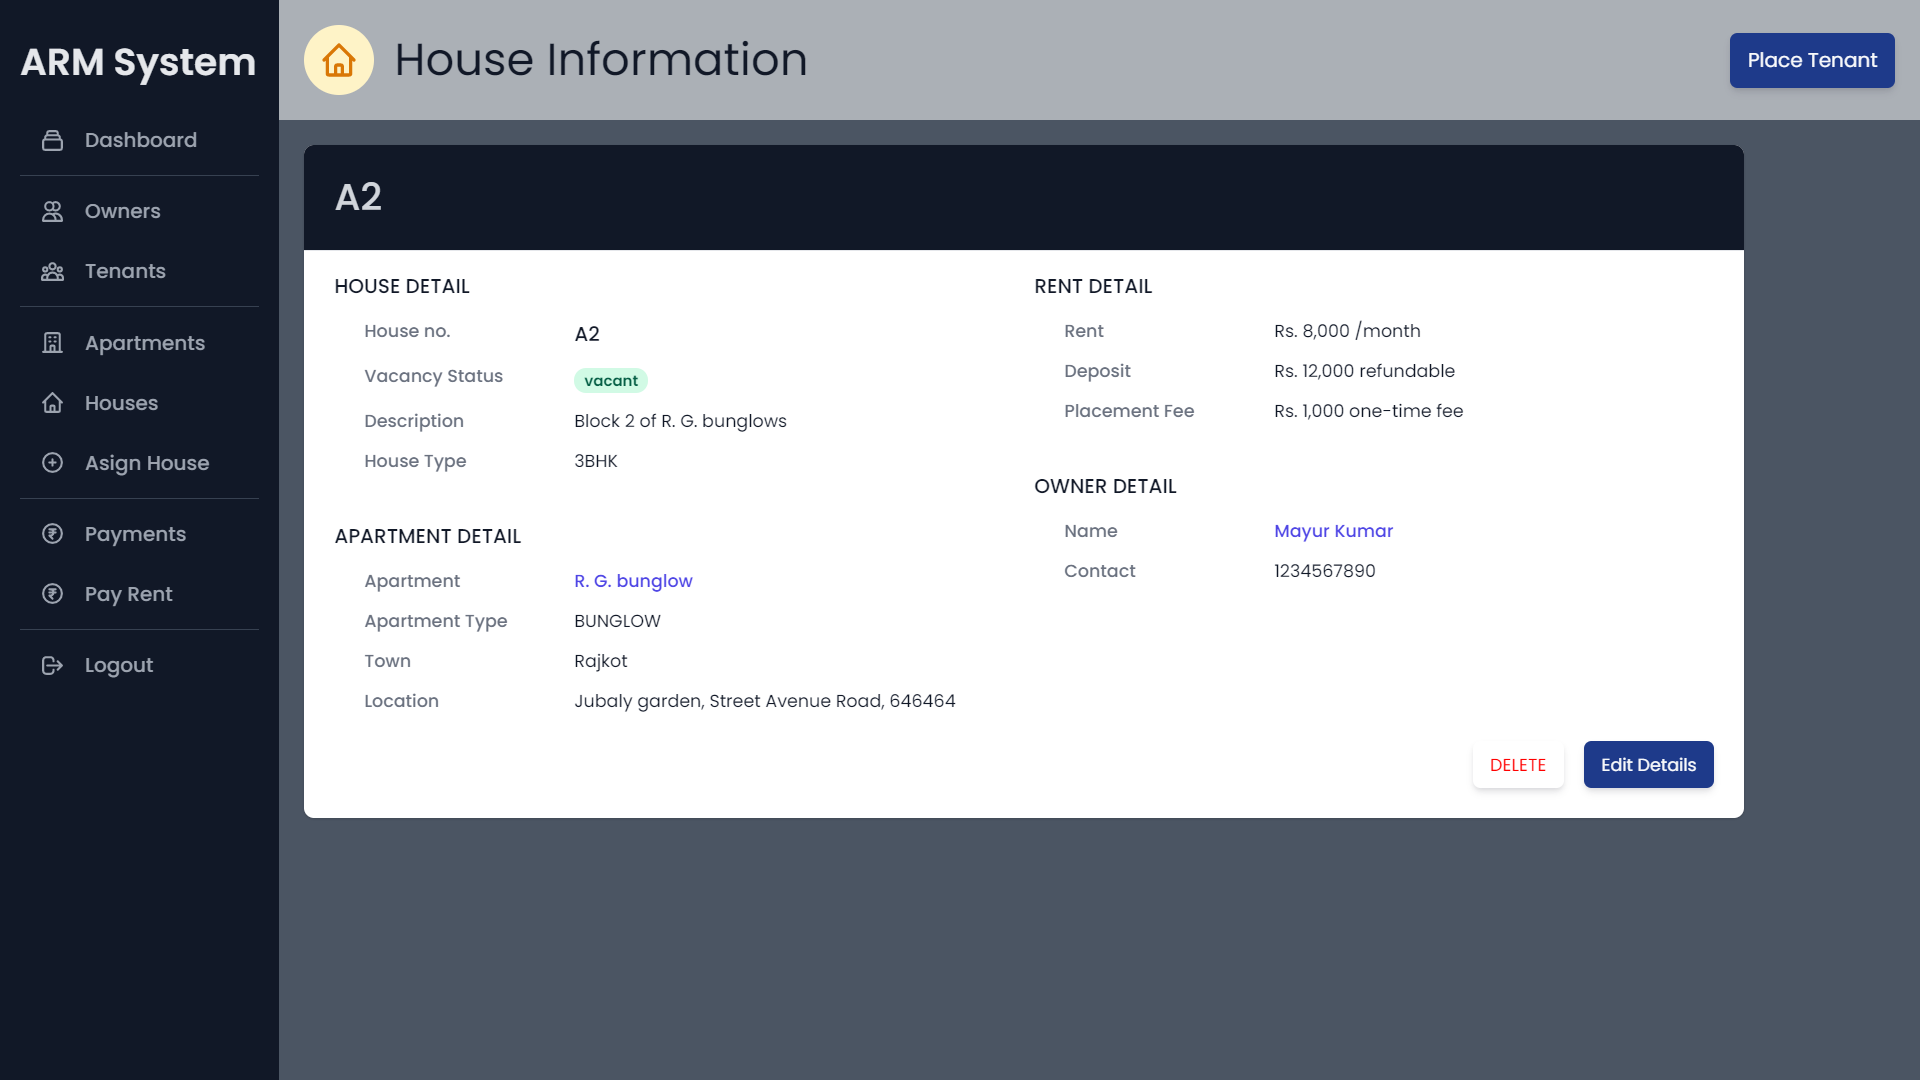 ARM System
Dashboard
Owners
Tenants
Apartments
Houses
Asign House
Payments
Pay Rent
Logout
House Information
Place Tenant
A2
HOUSE DETAIL
House no. A2
Vacancy Status vacant
Description Block 2 of R. G. bunglows
House Type 3BHK
APARTMENT DETAIL
Apartment R. G. bunglow
Apartment Type BUNGLOW
Town Rajkot
Location Jubaly garden, Street Avenue Road, 646464
RENT DETAIL
Rent Rs. 8,000 /month
Deposit Rs. 12,000 refundable
Placement Fee Rs. 1,000 one-time fee
OWNER DETAIL
Name Mayur Kumar
Contact 1234567890
DELETE Edit Details